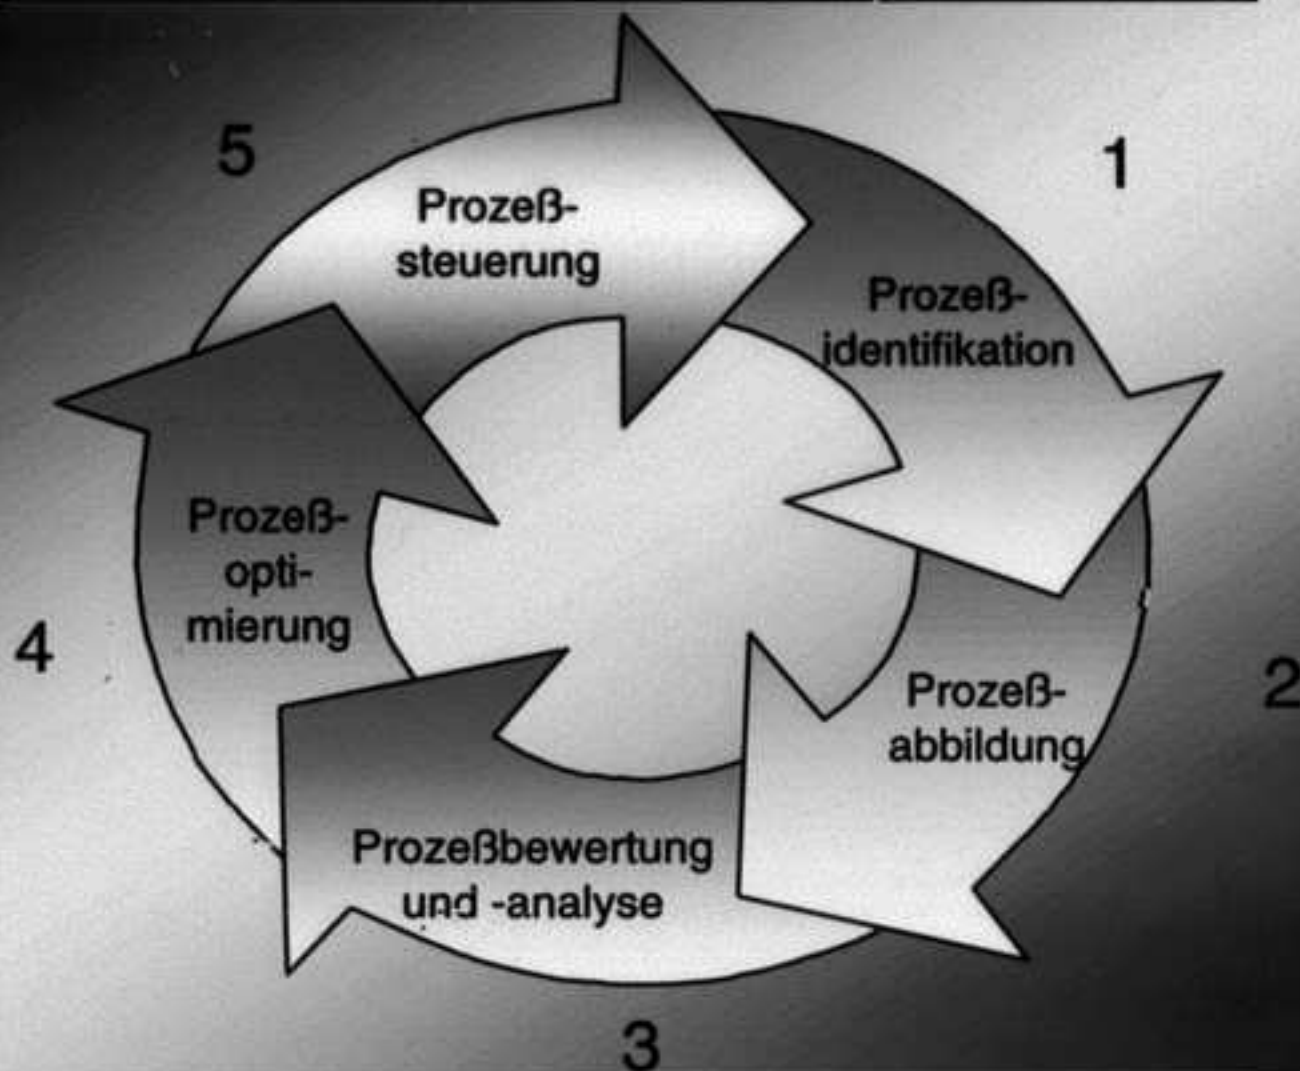 5
Prozeß-
steuerung
1
Prozeß-
identifikation
2
Prozeß-
abbildung
3
Prozeßbewertung
und -analyse
4
Prozeß-
opti-
mierung